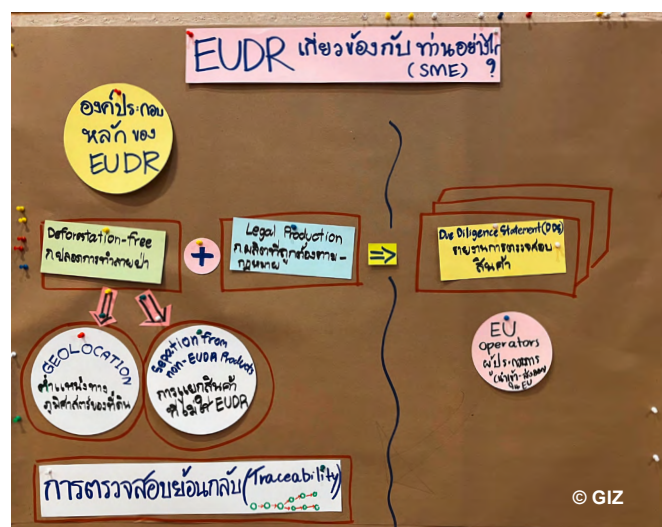 EUDR เกี่ยวข้องกับ ท่านอย่างไร
(SME) ?
องค์ประกอบ
หลัก ของ
EUDR
Deforestation-free
ก.ปลอดการทำลายป่า
+
Legal Production
ก.ผลิตที่ถูกต้องตาม-
กฎหมาย
=>
Due Diligence Statement (DDS)
รายงานการตรวจสอบ
สินค้า
GEOLOCATION
ตำแหน่งทาง
ภูมิศาสตร์ของที่ดิน
Sepation from
non-EUDR Products
การแยกสินค้า
ที่ไม่ใช่ EUDR
EU
Operators
ผู้ประกอบการ
EU
การตรวจสอบย้อนกลับ (Traceability)
© GIZ